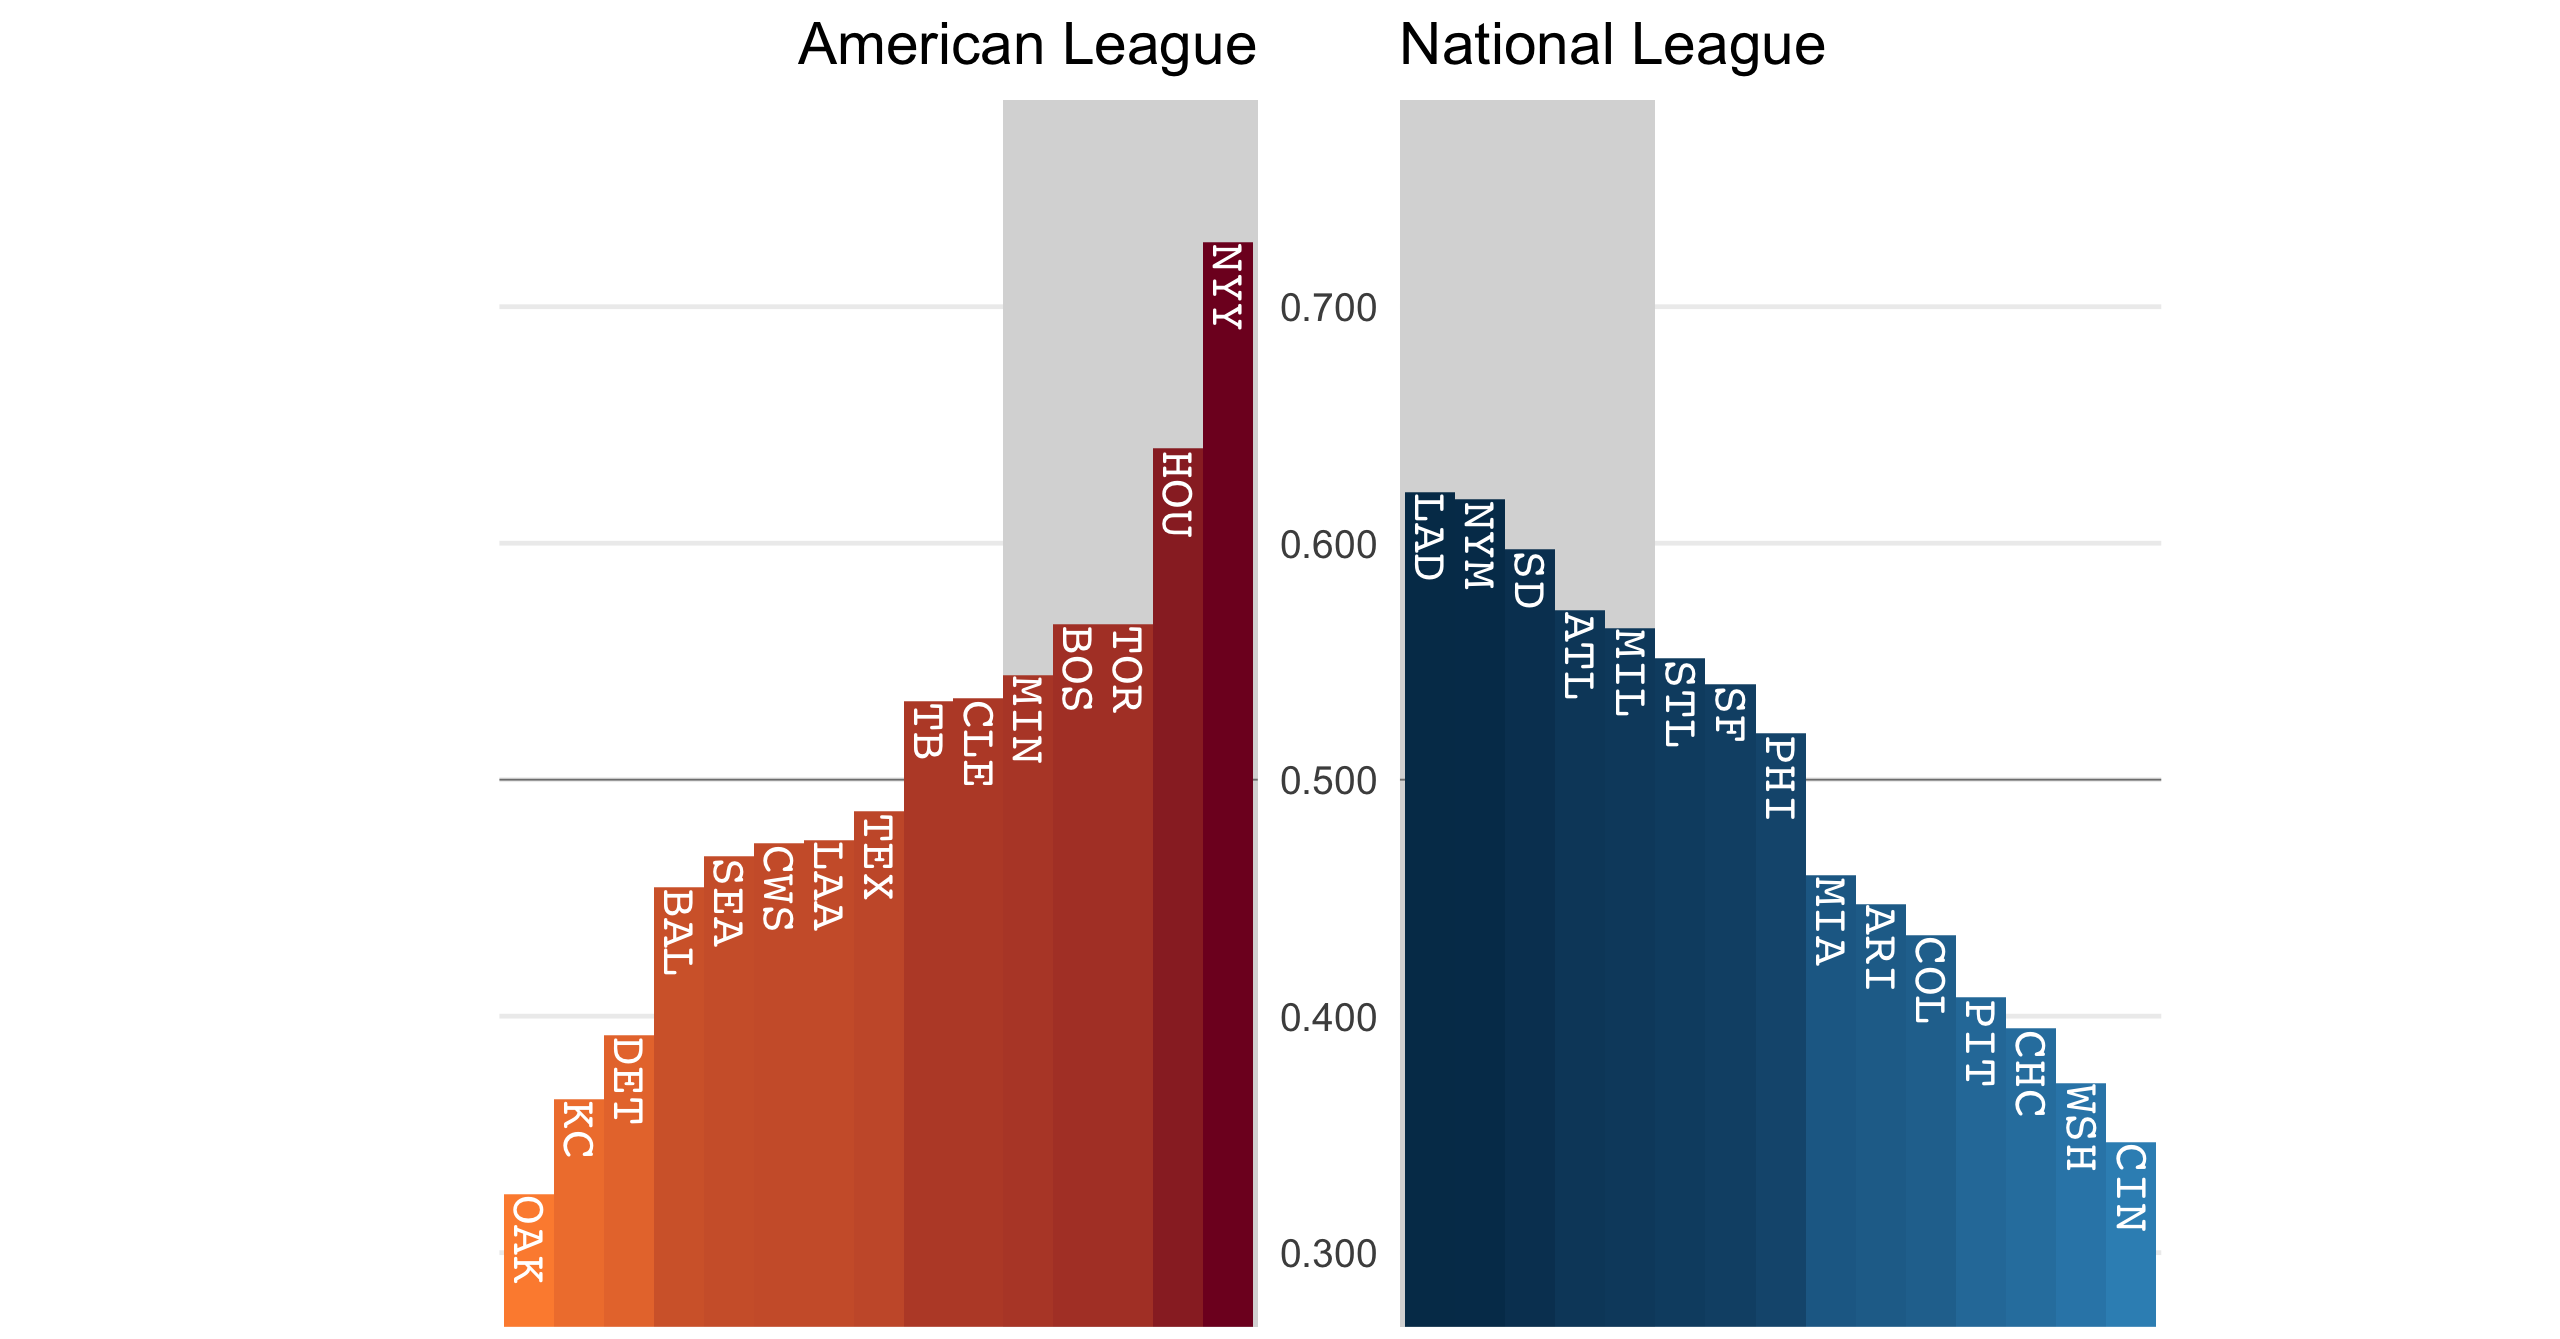 American League
National League
0.700
0.600
0.500
0.400
0.300
OAK
KC
DET
BAL
SEA
CWS
LAA
TEX
TB
CLE
MIN
BOS
TOR
HOU
NYY
LAD
NYM
SD
ATL
MIL
STL
SF
PHI
MIA
ARI
COL
PIT
CHC
WSH
CIN